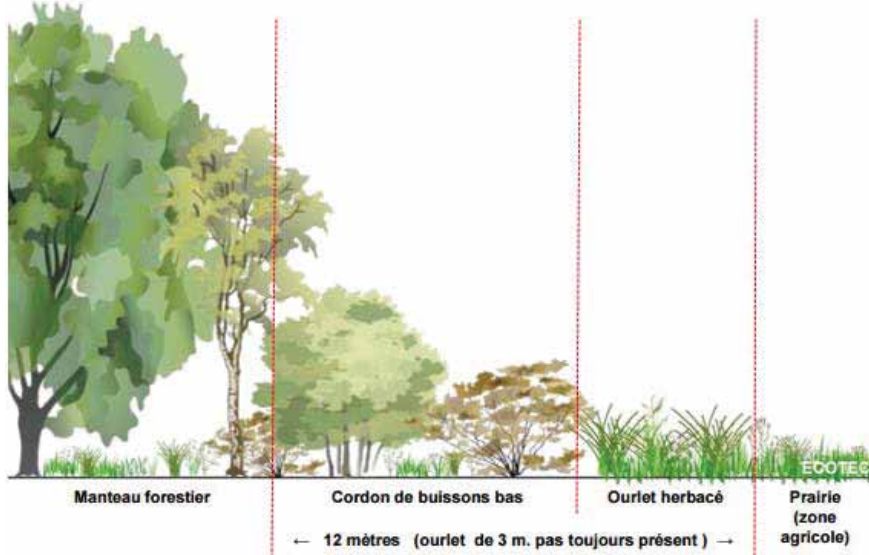 ECOTEC
Manteau forestier
Cordon de buissons bas
Ourlet herbacé
Prairie
(zone
agricole)
← 12 mètres (ourlet de 3 m. pas toujours présent ) →